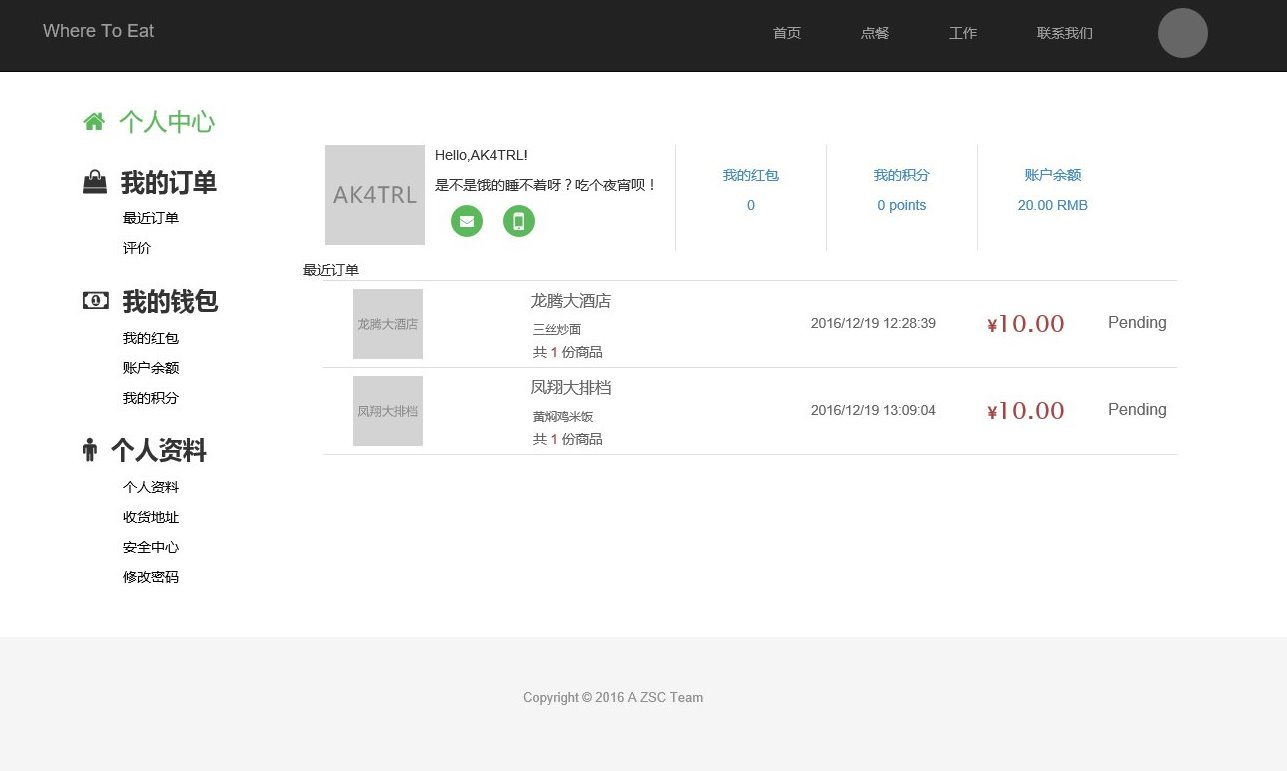 Where To Eat
首页
点餐
工作
联系我们
个人中心
我的订单
最近订单
评价
我的钱包
我的红包
账户余额
我的积分
个人资料
个人资料
收货地址
安全中心
修改密码
AK4TRL
Hello,AK4TRL!
是不是饿的睡不着呀？吃个夜宵呗！
我的红包
0
我的积分
0 points
账户余额
20.00 RMB
最近订单
龙腾大酒店
龙腾大酒店
三丝炒面
共 1 份商品
2016/12/19 12:28:39
¥10.00
Pending
凤翔大排档
凤翔大排档
黄焖鸡米饭
共 1 份商品
2016/12/19 13:09:04
¥10.00
Pending
Copyright © 2016 A ZSC Team